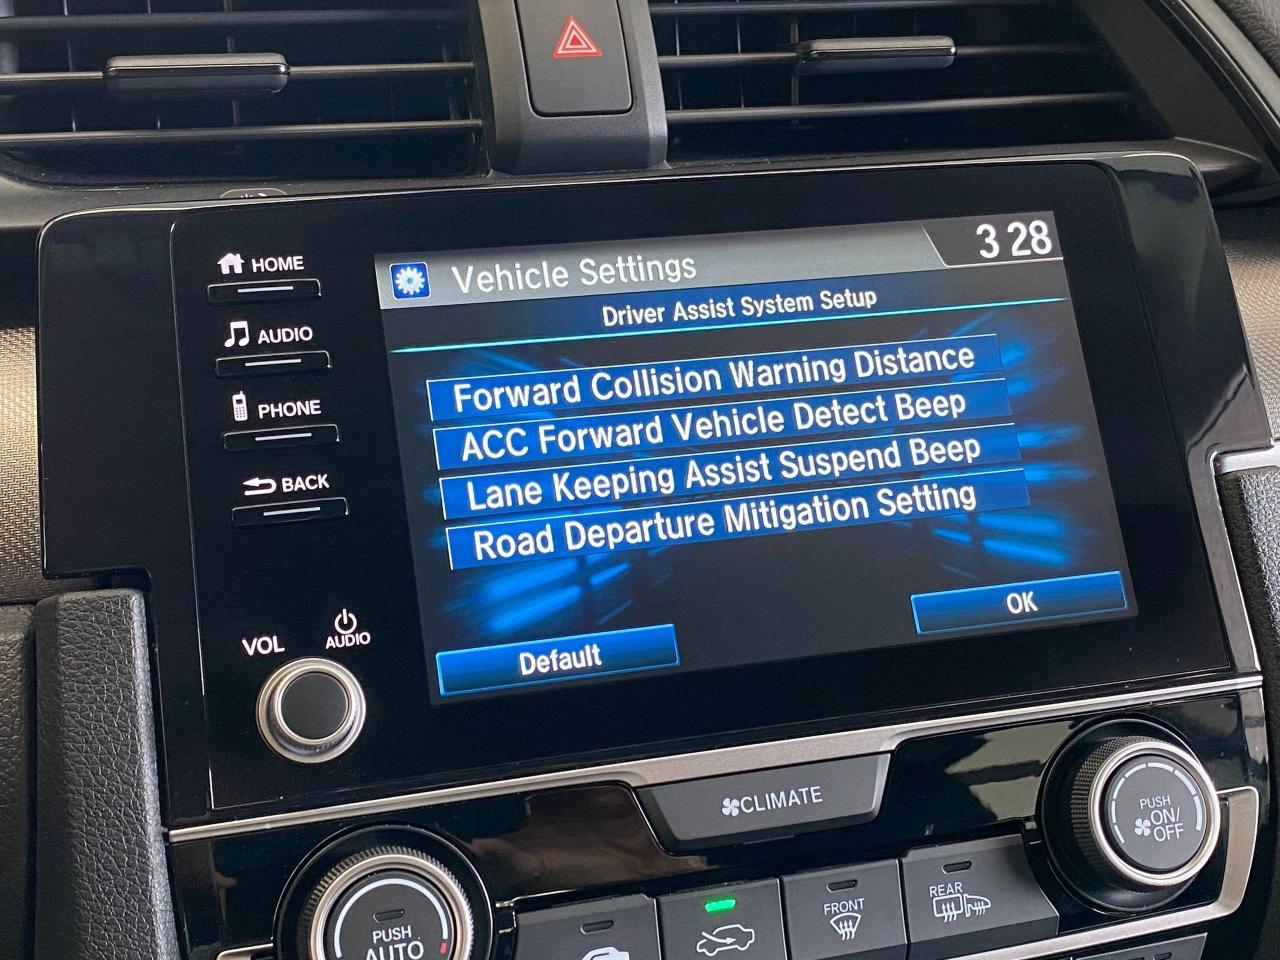 HOME
AUDIO
PHONE
BACK
VOL
AUDIO
Vehicle Settings
3 28
Driver Assist System Setup
Forward Collision Warning Distance
ACC Forward Vehicle Detect Beep
Lane Keeping Assist Suspend Beep
Road Departure Mitigation Setting
Default
OK
CLIMATE
PUSH
ON/
OFF
PUSH
AUTO
FRONT
REAR